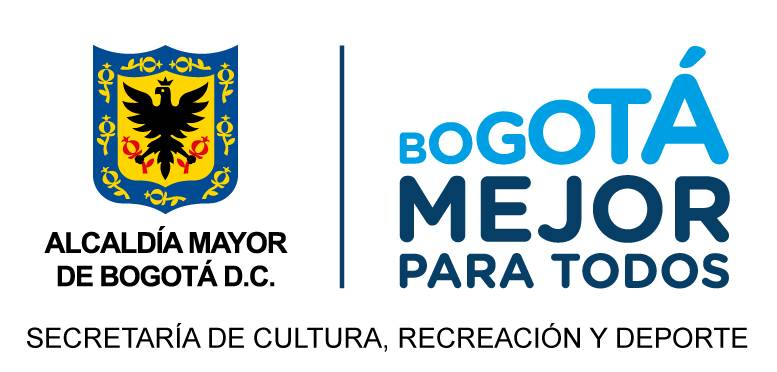 ALCALDÍA MAYOR
DE BOGOTÁ D.C.
BOGOTÁ
MEJOR
PARA TODOS
SECRETARÍA DE CULTURA, RECREACIÓN Y DEPORTE